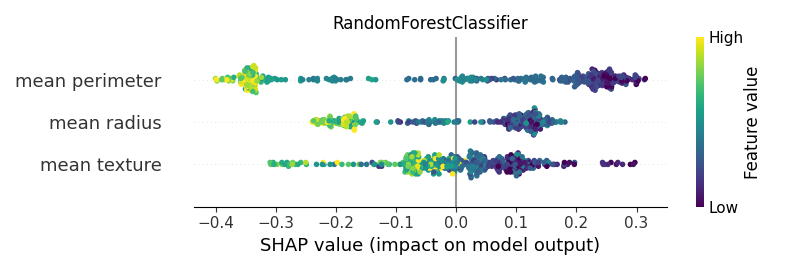 RandomForestClassifier
High
mean perimeter
mean radius
mean texture
Feature value
Low
−0.4 −0.3 −0.2 −0.1 0.0 0.1 0.2 0.3
SHAP value (impact on model output)